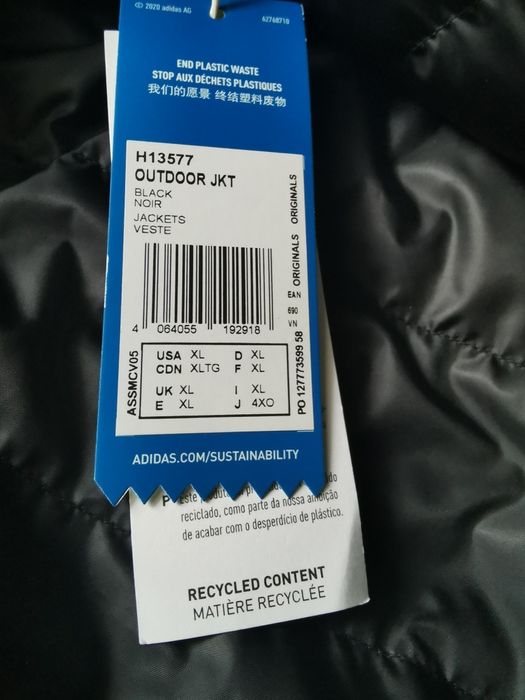 © 2020 adidas AG
62768710
END PLASTIC WASTE
STOP AUX DÉCHETS PLASTIQUES
我们的愿景 终结塑料废物
H13577
OUTDOOR JKT
BLACK
NOIR
JACKETS
VESTE
ORIGINALS ORIGINALS
EAN
690
VN
4 064055 192918
ASSMCV05
PO 127773599 58
USA XL D XL
CDN XLTG F XL
UK XL I XL
E XL J 4XO
ADIDAS.COM/SUSTAINABILITY
P Este
reciclado, como parte da nossa ambição
de acabar com o desperdício de plástico.
RECYCLED CONTENT
MATIÈRE RECYCLÉE